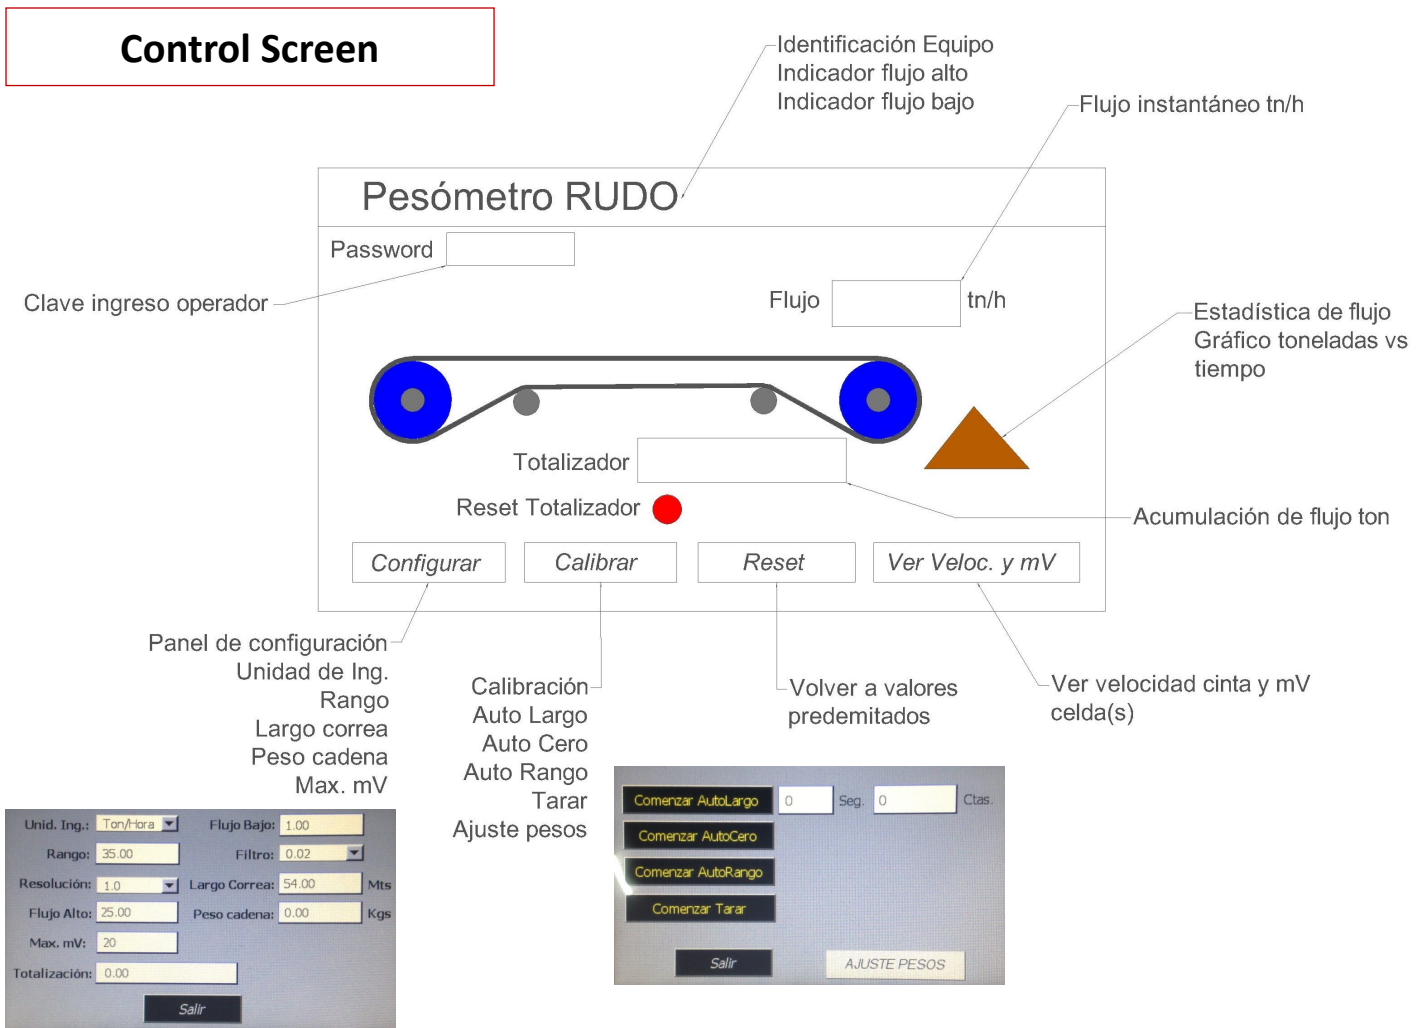 Control Screen
Identificación Equipo
Indicador flujo alto
Indicador flujo bajo
Flujo instantáneo tn/h
Pesómetro RUDO
Password
Clave ingreso operador
Flujo
tn/h
Estadística de flujo
Gráfico toneladas vs
tiempo
Totalizador
Reset Totalizador
Acumulación de flujo ton
Configurar
Calibrar
Reset
Ver Veloc. y mV
Panel de configuración
Unidad de Ing.
Rango
Largo correa
Peso cadena
Max. mV
Calibración
Auto Largo
Auto Cero
Auto Rango
Tarar
Ajuste pesos
Volver a valores
predemitados
Ver velocidad cinta y mV
celda(s)
Unid. Ing.: Ton/Hora Flujo Bajo: 1.00
Rango: 35.00 Filtro: 0.02
Resolución: 1.0 Largo Correa: 54.00 Mts
Flujo Alto: 25.00 Peso cadena: 0.00 Kgs
Max. mV: 20
Totalización: 0.00
Salir
Comenzar AutoLargo 0 Seg. 0 Ctas.
Comenzar AutoCero
Comenzar AutoRango
Comenzar Tarar
Salir AJUSTE PESOS